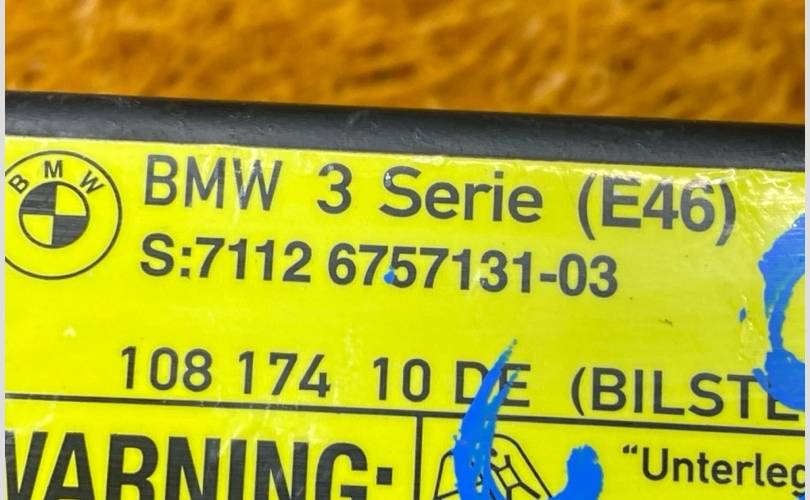 BMW
BMW 3 Serie (E46)
S:7112 6757131-03
108 174 10 DE (BILSTE
WARNING:
"Unterleg